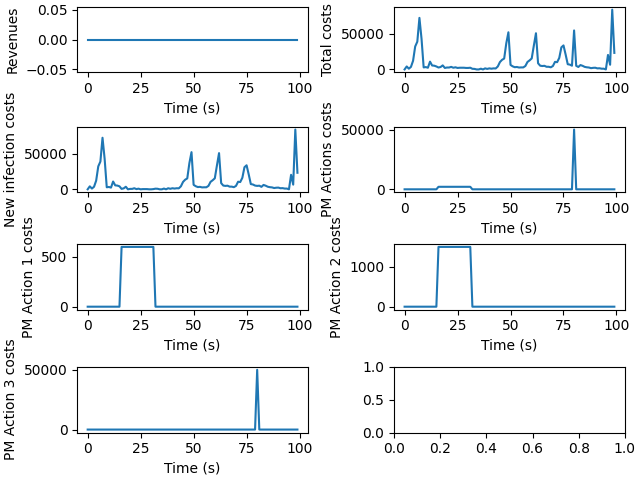 Revenues
0.05
0.00
−0.05
0 25 50 75 100
Time (s)
Total costs
50000
0
0 25 50 75 100
Time (s)
New infection costs
50000
0
0 25 50 75 100
Time (s)
PM Actions costs
50000
0
0 25 50 75 100
Time (s)
PM Action 1 costs
500
0
0 25 50 75 100
Time (s)
PM Action 2 costs
1000
0
0 25 50 75 100
Time (s)
PM Action 3 costs
50000
0
0 25 50 75 100
Time (s)
1.0
0.5
0.0
0.0 0.2 0.4 0.6 0.8 1.0